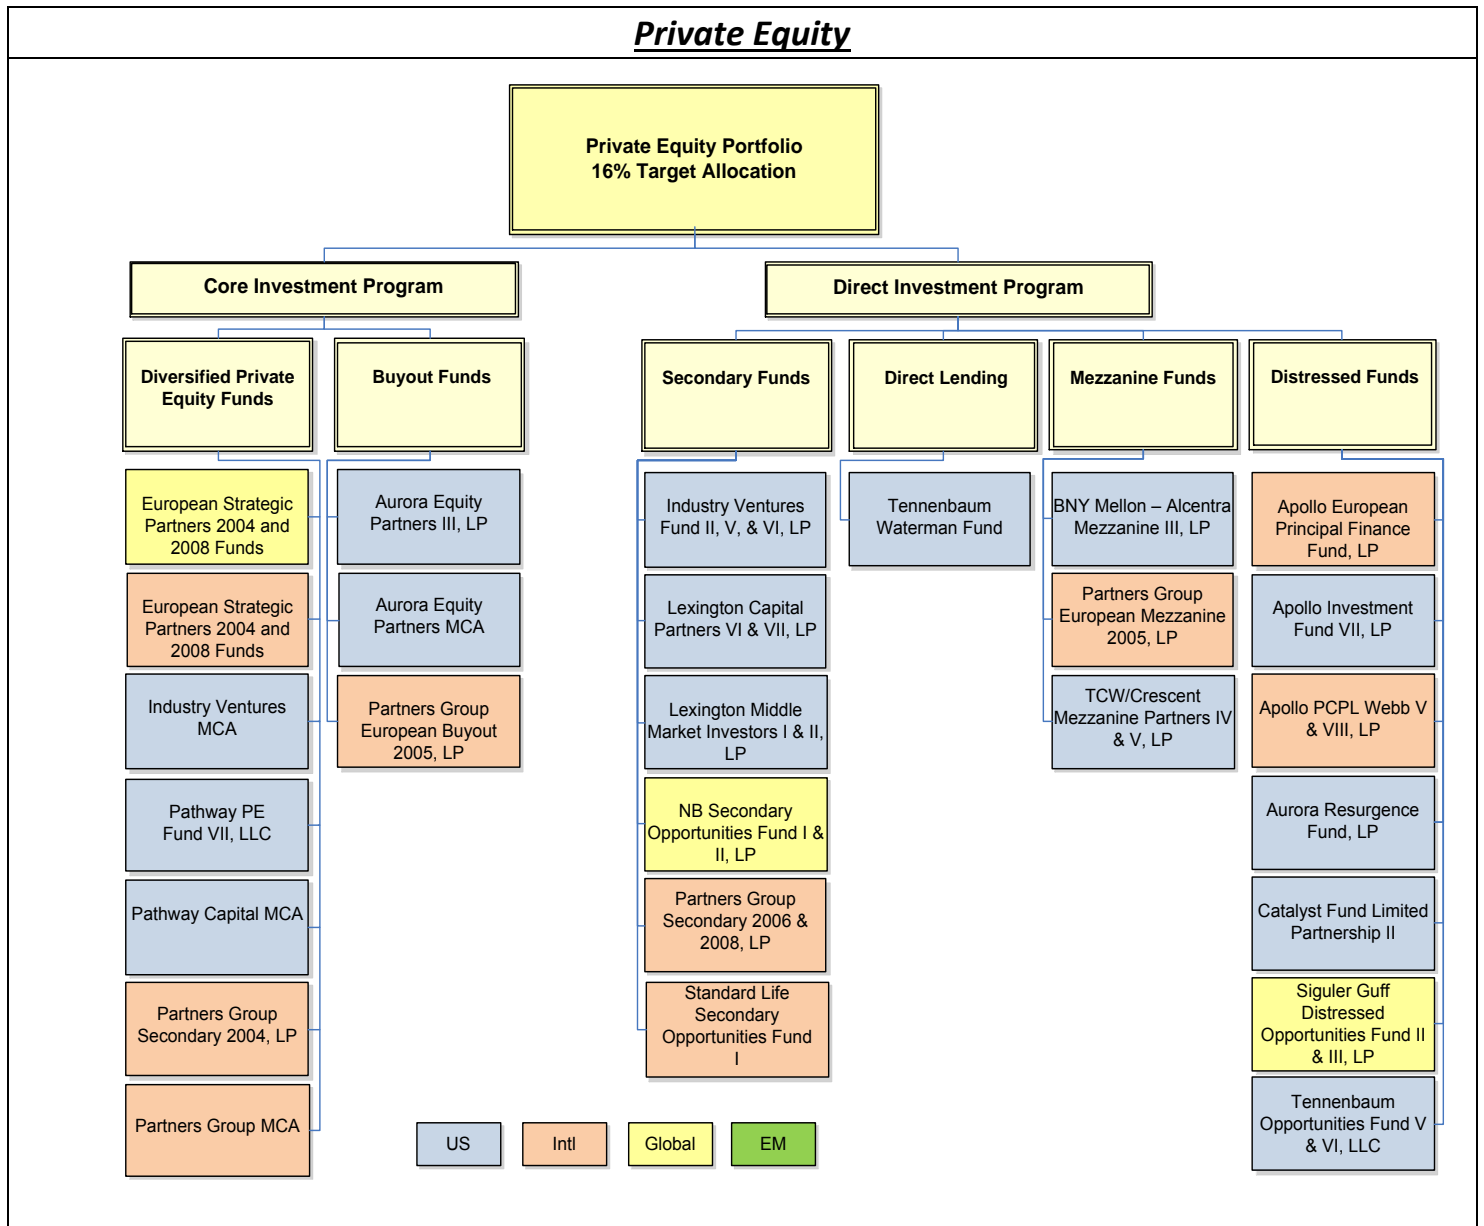 Private Equity
Private Equity Portfolio
16% Target Allocation
Core Investment Program
Direct Investment Program
Diversified Private
Equity Funds
Buyout Funds
Secondary Funds
Direct Lending
Mezzanine Funds
Distressed Funds
European Strategic
Partners 2004 and
2008 Funds
European Strategic
Partners 2004 and
2008 Funds
Industry Ventures
MCA
Pathway PE
Fund VII, LLC
Pathway Capital MCA
Partners Group
Secondary 2004, LP
Partners Group MCA
Aurora Equity
Partners III, LP
Aurora Equity
Partners MCA
Partners Group
European Buyout
2005, LP
Industry Ventures
Fund II, V, & VI, LP
Lexington Capital
Partners VI & VII, LP
Lexington Middle
Market Investors I & II,
LP
NB Secondary
Opportunities Fund I &
II, LP
Partners Group
Secondary 2006 &
2008, LP
Standard Life
Secondary
Opportunities Fund
I
Tennenbaum
Waterman Fund
BNY Mellon – Alcentra
Mezzanine III, LP
Partners Group
European Mezzanine
2005, LP
TCW/Crescent
Mezzanine Partners IV
& V, LP
Apollo European
Principal Finance
Fund, LP
Apollo Investment
Fund VII, LP
Apollo PCPL Webb V
& VIII, LP
Aurora Resurgence
Fund, LP
Catalyst Fund Limited
Partnership II
Siguler Guff
Distressed
Opportunities Fund II
& III, LP
Tennenbaum
Opportunities Fund V
& VI, LLC
US
Intl
Global
EM